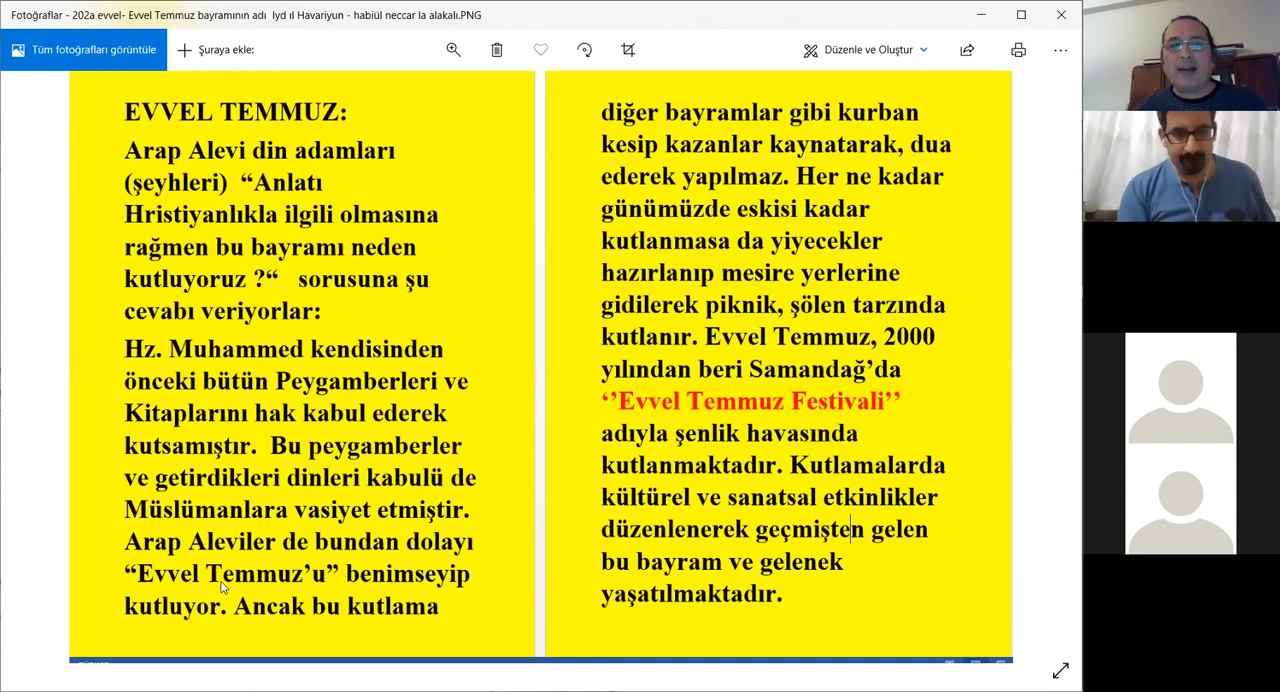 Fotoğraflar - 202a evvel- Evvel Temmuz bayramının adı  lyd ıl Havariyun - habiül neccar la alakalı.PNG
Tüm fotoğrafları görüntüle
Şuraya ekle:
Düzenle ve Oluştur
EVVEL TEMMUZ:
Arap Alevi din adamları
(şeyhleri)  “Anlatı
Hristiyanlıkla ilgili olmasına
rağmen bu bayramı neden
kutluyoruz ?“   sorusuna şu
cevabı veriyorlar:
Hz. Muhammed kendisinden
önceki bütün Peygamberleri ve
Kitaplarını hak kabul ederek
kutsamıştır.  Bu peygamberler
ve getirdikleri dinleri kabulü de
Müslümanlara vasiyet etmiştir.
Arap Aleviler de bundan dolayı
“Evvel Temmuz’u” benimseyip
kutluyor. Ancak bu kutlama
diğer bayramlar gibi kurban
kesip kazanlar kaynatarak, dua
ederek yapılmaz. Her ne kadar
günümüzde eskisi kadar
kutlanmasa da yiyecekler
hazırlanıp mesire yerlerine
gidilerek piknik, şölen tarzında
kutlanır. Evvel Temmuz, 2000
yılından beri Samandağ’da
‘’Evvel Temmuz Festivali’’
adıyla şenlik havasında
kutlanmaktadır. Kutlamalarda
kültürel ve sanatsal etkinlikler
düzenlenerek geçmişten gelen
bu bayram ve gelenek
yaşatılmaktadır.